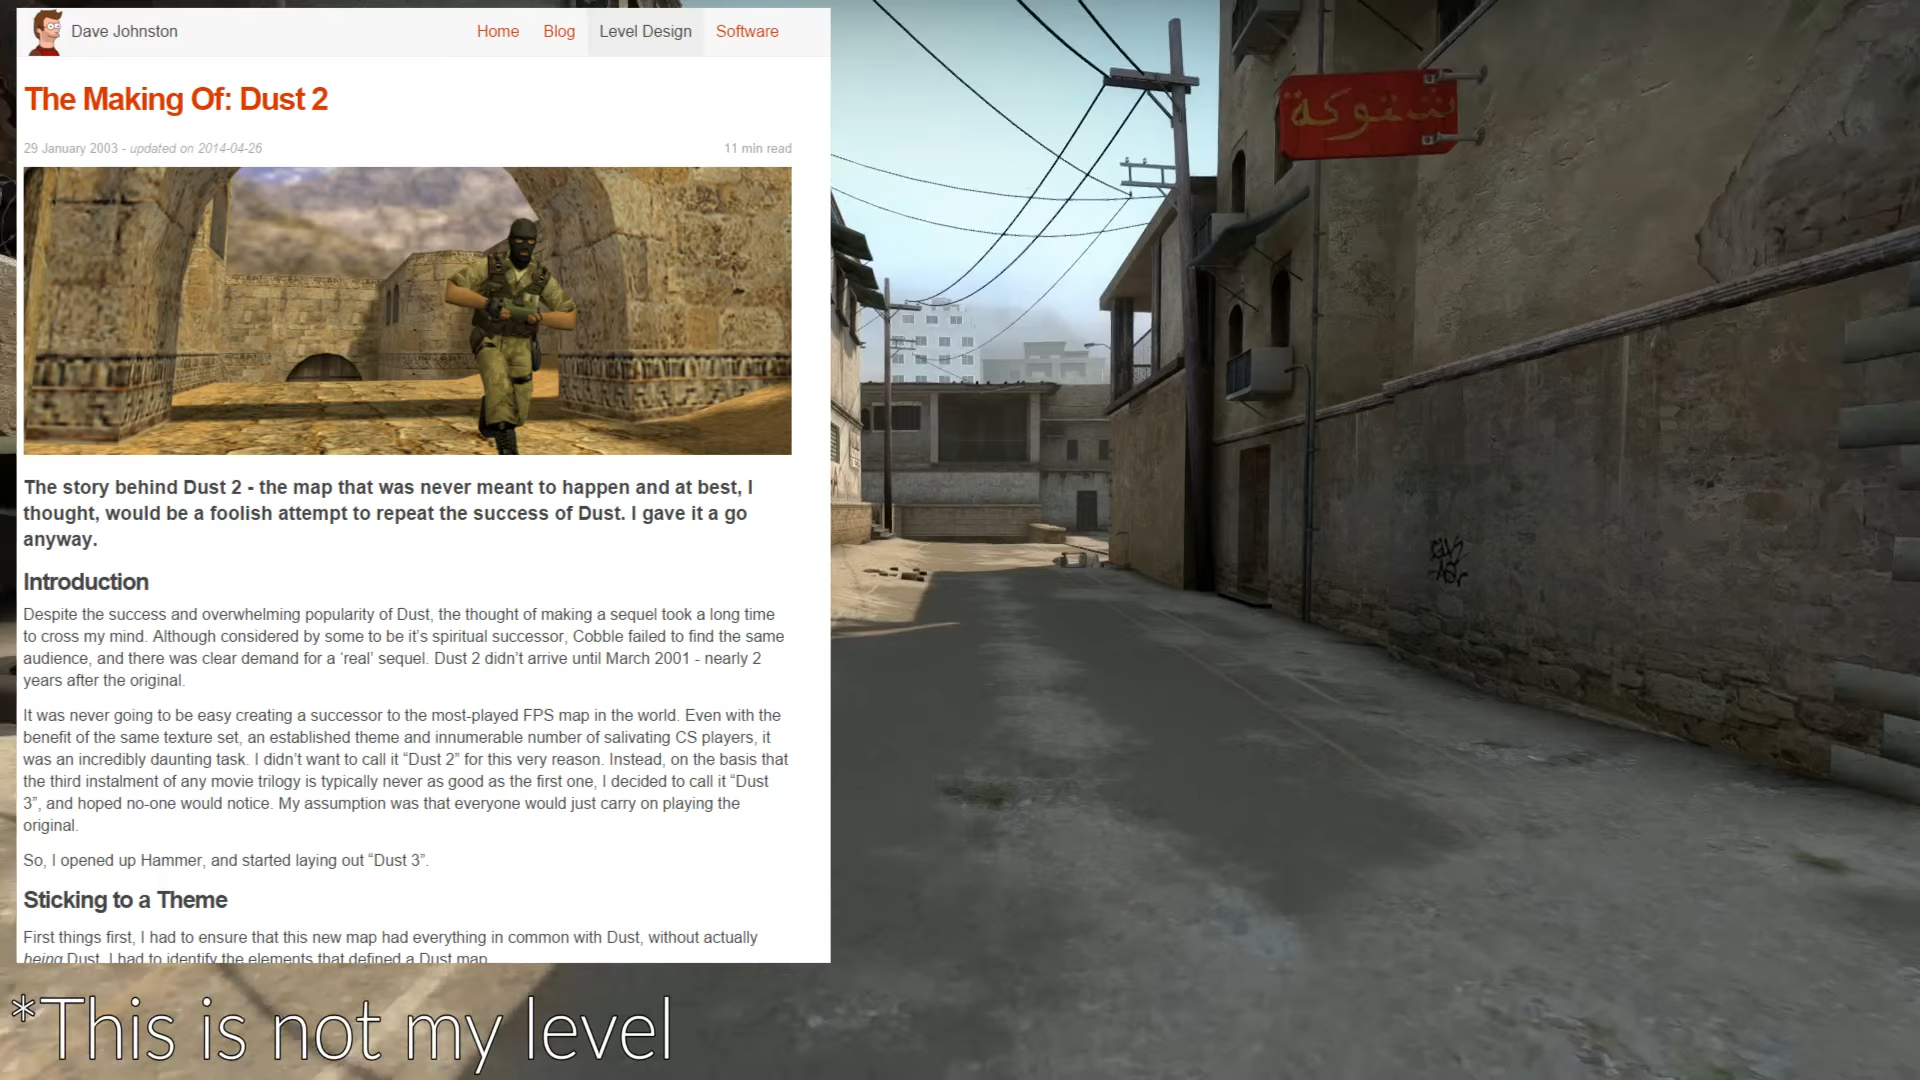 Dave Johnston
Home Blog Level Design Software
The Making Of: Dust 2
29 January 2003 - updated on 2014-04-26
11 min read
The story behind Dust 2 - the map that was never meant to happen and at best, I
thought, would be a foolish attempt to repeat the success of Dust. I gave it a go
anyway.
Introduction
Despite the success and overwhelming popularity of Dust, the thought of making a sequel took a long time
to cross my mind. Although considered by some to be it’s spiritual successor, Cobble failed to find the same
audience, and there was clear demand for a ‘real’ sequel. Dust 2 didn’t arrive until March 2001 - nearly 2
years after the original.
It was never going to be easy creating a successor to the most-played FPS map in the world. Even with the
benefit of the same texture set, an established theme and innumerable number of salivating CS players, it
was an incredibly daunting task. I didn’t want to call it “Dust 2” for this very reason. Instead, on the basis that
the third instalment of any movie trilogy is typically never as good as the first one, I decided to call it “Dust
3”, and hoped no-one would notice. My assumption was that everyone would just carry on playing the
original.
So, I opened up Hammer, and started laying out “Dust 3”.
Sticking to a Theme
First things first, I had to ensure that this new map had everything in common with Dust, without actually
being Dust. I had to identify the elements that defined a Dust map
*This is not my level